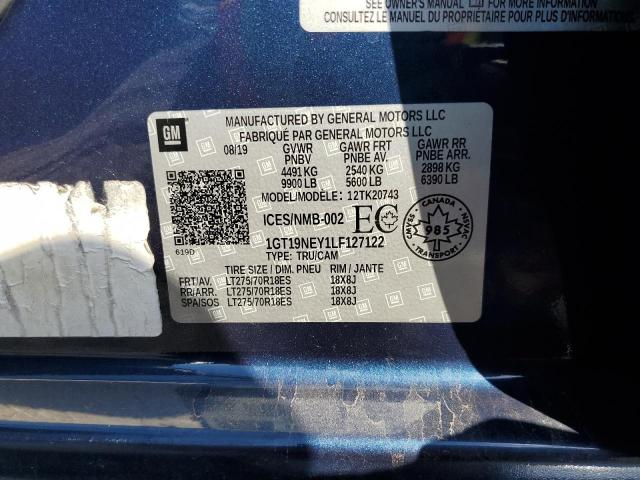 SEE OWNER'S MANUAL FOR MORE INFORMATION
CONSULTEZ LE MANUEL DU PROPRIÉTAIRE POUR PLUS D'INFORMATION
GM
MANUFACTURED BY GENERAL MOTORS LLC
FABRIQUÉ PAR GENERAL MOTORS LLC
08/19 GVWR GAWR FRT GAWR RR
PNBV PNBE AV. PNBE ARR.
4491 KG 2540 KG 2898 KG
9900 LB 5600 LB 6390 LB
MODEL/MODÈLE: 12TK20743
ICES/NMB-002 EC
CANADA
985
NSVAC
619D
1GT19NEY1LF127122
TYPE: TRU/CAM
TIRE SIZE / DIM. PNEU RIM / JANTE
FRT/AV. LT275/70R18ES 18X8J
RR/ARR. LT275/70R18ES 18X8J
SPA/SOS LT275/70R18ES 18X8J